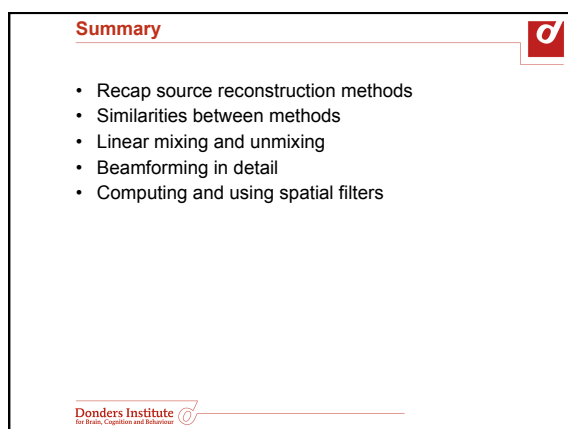 Summary
• Recap source reconstruction methods
• Similarities between methods
• Linear mixing and unmixing
• Beamforming in detail
• Computing and using spatial filters
Donders Institute
for Brain, Cognition and Behaviour